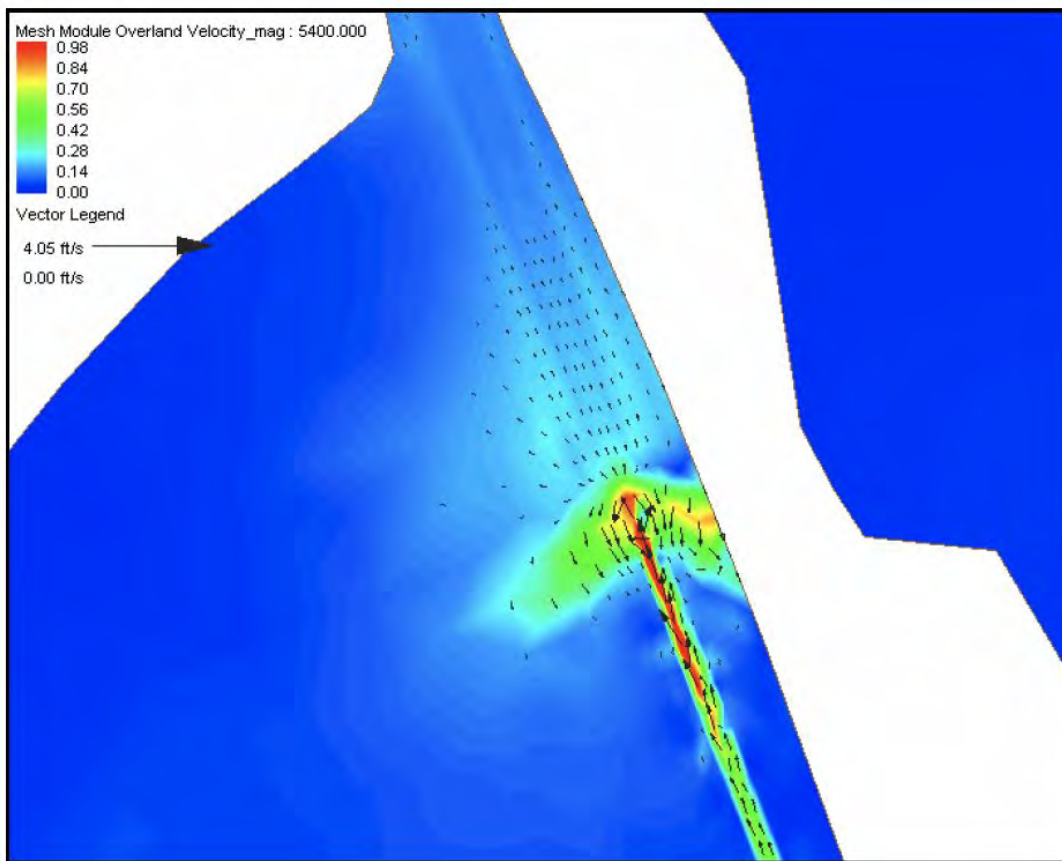 Mesh Module Overland Velocity_mag : 5400.000
0.98
0.84
0.70
0.56
0.42
0.28
0.14
0.00
Vector Legend
4.05 ft/s
0.00 ft/s